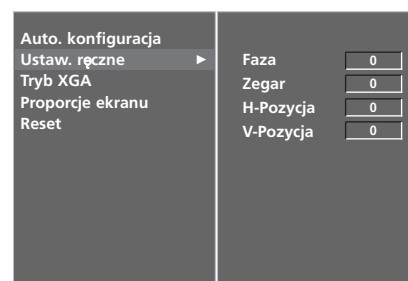 Auto. konfiguracja
Ustaw. ręczne
Tryb XGA
Proporcje ekranu
Reset
Faza 0
Zegar 0
H-Pozycja 0
V-Pozycja 0